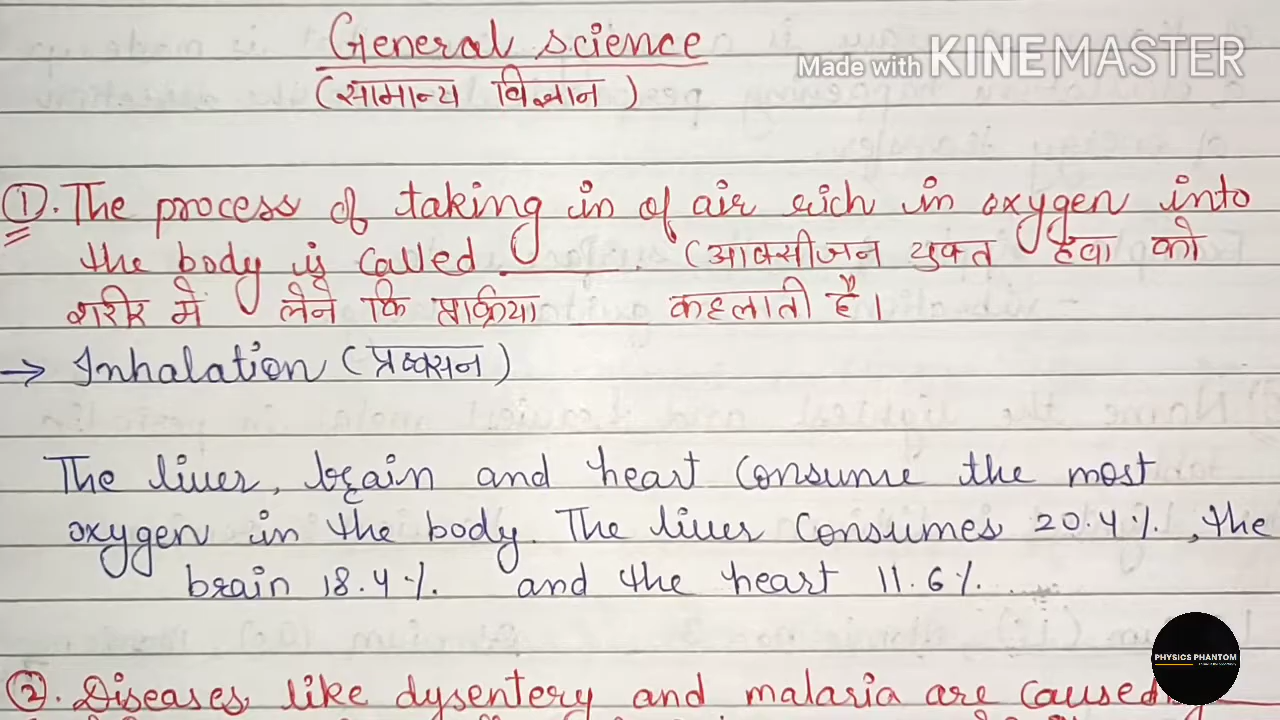 General science
Made with KINEMASTER
(सामान्य विज्ञान)
①. The process of taking in of air rich in oxygen into
the body is called ______. (आक्सीजन युक्त हवा को
शरीर में लेने कि प्रक्रिया ____ कहलाती है।
→ Inhalation (प्रश्वसन)
The liver, brain and heart consume the most
oxygen in the body. The liver consumes 20.4%, the
brain 18.4% and the heart 11.6%.
PHYSICS PHANTOM
②. Diseases like dysentery and malaria are caused